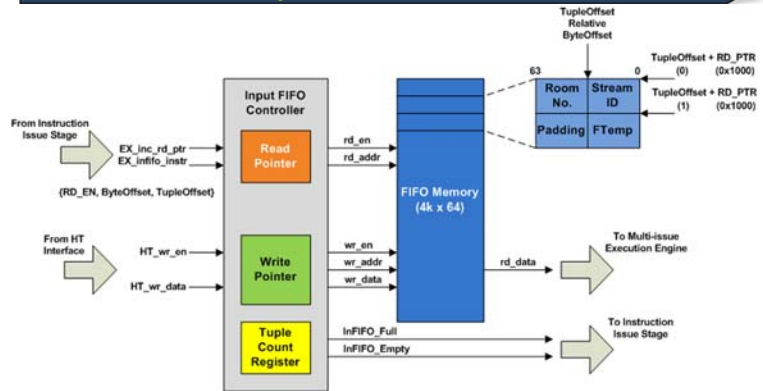 TupleOffset
Relative
ByteOffset
63
0
TupleOffset + RD_PTR
(0) (0x1000)
Room
No.
Stream
ID
TupleOffset + RD_PTR
(1) (0x1000)
Padding
FTemp
Input FIFO
Controller
From Instruction
Issue Stage
EX_inc_rd_ptr
EX_infifo_instr
Read
Pointer
rd_en
rd_addr
{RD_EN, ByteOffset, TupleOffset}
FIFO Memory
(4k x 64)
From HT
Interface
HT_wr_en
HT_wr_data
Write
Pointer
wr_en
wr_addr
wr_data
rd_data
To Multi-issue
Execution Engine
Tuple
Count
Register
InFIFO_Full
InFIFO_Empty
To Instruction
Issue Stage